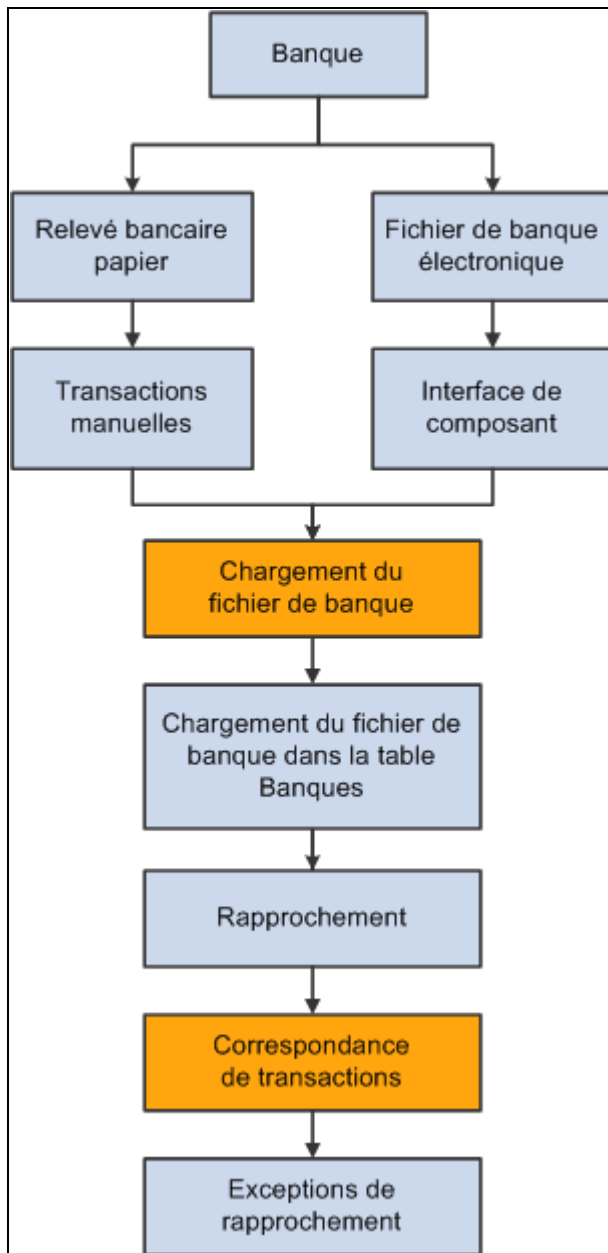 Banque
Relevé bancaire
papier
Fichier de banque
électronique
Transactions
manuelles
Interface de
composant
Chargement du
fichier de banque
Chargement du fichier de
banque dans la table
Banques
Rapprochement
Correspondance
de transactions
Exceptions de
rapprochement